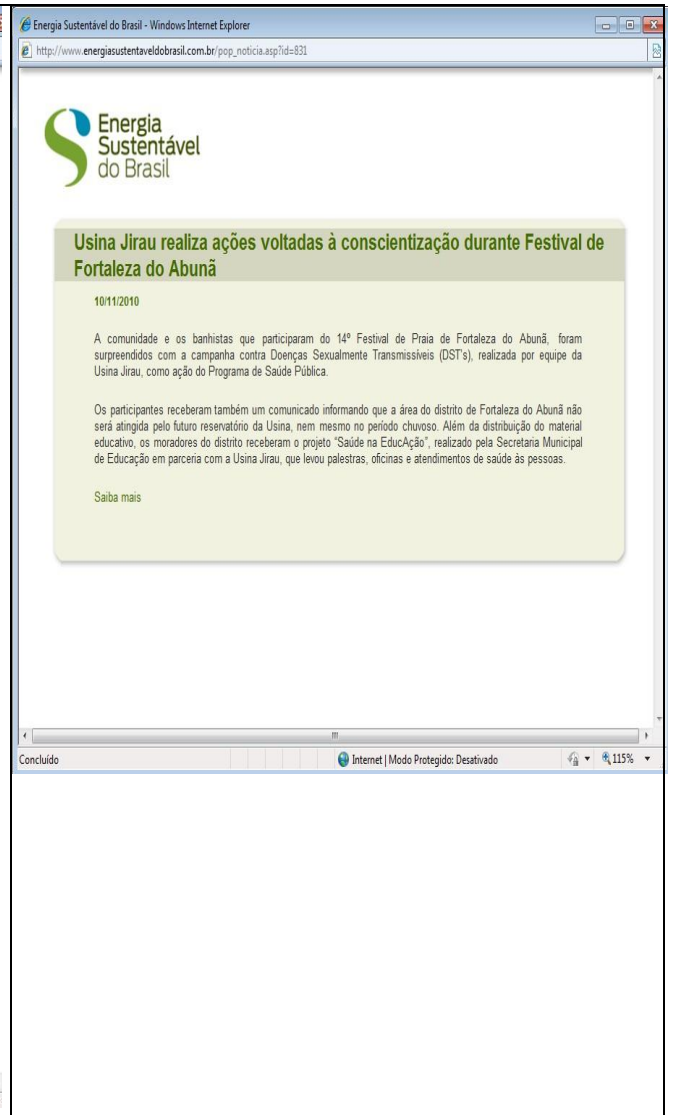 Energia Sustentável do Brasil - Windows Internet Explorer
http://www.energiasustentaveldobrasil.com.br/pop_noticia.asp?id=831
Energia
Sustentável
do Brasil
Usina Jirau realiza ações voltadas à conscientização durante Festival de
Fortaleza do Abunã
10/11/2010
A comunidade e os banhistas que participaram do 14º Festival de Praia de Fortaleza do Abunã, foram
surpreendidos com a campanha contra Doenças Sexualmente Transmissíveis (DST's), realizada por equipe da
Usina Jirau, como ação do Programa de Saúde Pública.
Os participantes receberam também um comunicado informando que a área do distrito de Fortaleza do Abunã não
será atingida pelo futuro reservatório da Usina, nem mesmo no período chuvoso. Além da distribuição do material
educativo, os moradores do distrito receberam o projeto “Saúde na EducAção”, realizado pela Secretaria Municipal
de Educação em parceria com a Usina Jirau, que levou palestras, oficinas e atendimentos de saúde às pessoas.
Saiba mais
Concluído
Internet | Modo Protegido: Desativado
115%